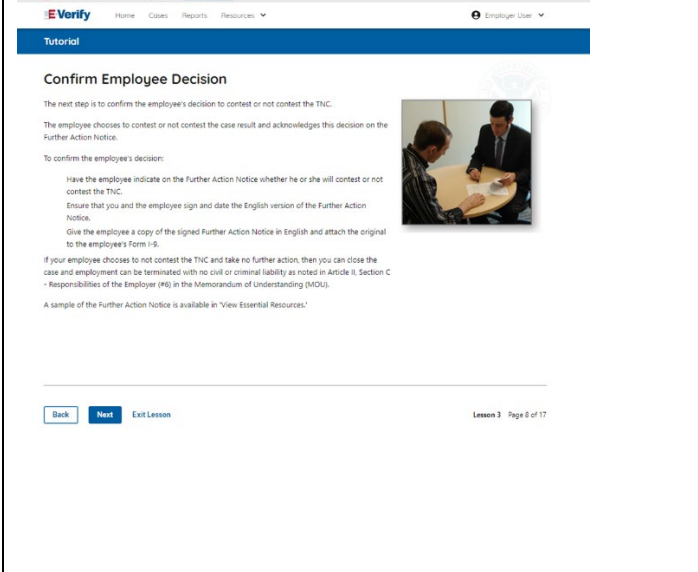 E-Verify Home Cases Reports Resources Employer User
Tutorial
Confirm Employee Decision
The next step is to confirm the employee's decision to contest or not contest the TNC.
The employee chooses to contest or not contest the case result and acknowledges this decision on the
Further Action Notice.
To confirm the employee's decision:
Have the employee indicate on the Further Action Notice whether he or she will contest or not
contest the TNC.
Ensure that you and the employee sign and date the English version of the Further Action
Notice.
Give the employee a copy of the signed Further Action Notice in English and attach the original
to the employee's Form I-9.
If your employee chooses to not contest the TNC and take no further action, then you can close the
case and employment can be terminated with no civil or criminal liability as noted in Article II, Section C
- Responsibilities of the Employer (#6) in the Memorandum of Understanding (MOU).
A sample of the Further Action Notice is available in 'View Essential Resources.'
Back Next Exit Lesson Lesson 3 Page 8 of 17